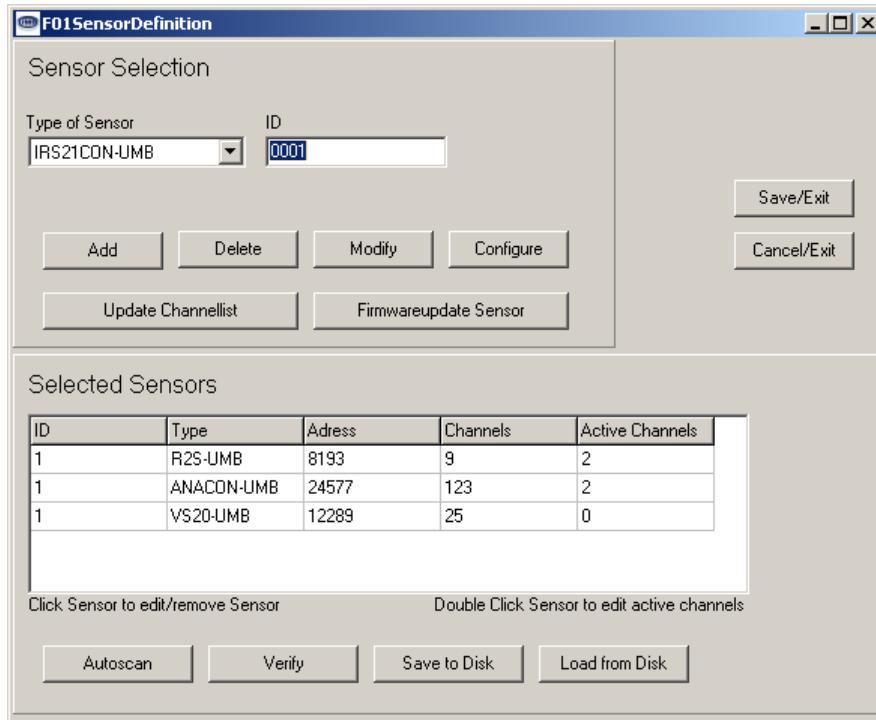 F01SensorDefinition
Sensor Selection
Type of Sensor ID
IRS21CON-UMB 0001
Save/Exit
Add Delete Modify Configure Cancel/Exit
Update Channellist Firmwareupdate Sensor
Selected Sensors
ID Type Adress Channels Active Channels
1 R2S-UMB 8193 9 2
1 ANACON-UMB 24577 123 2
1 VS20-UMB 12289 25 0
Click Sensor to edit/remove Sensor Double Click Sensor to edit active channels
Autoscan Verify Save to Disk Load from Disk